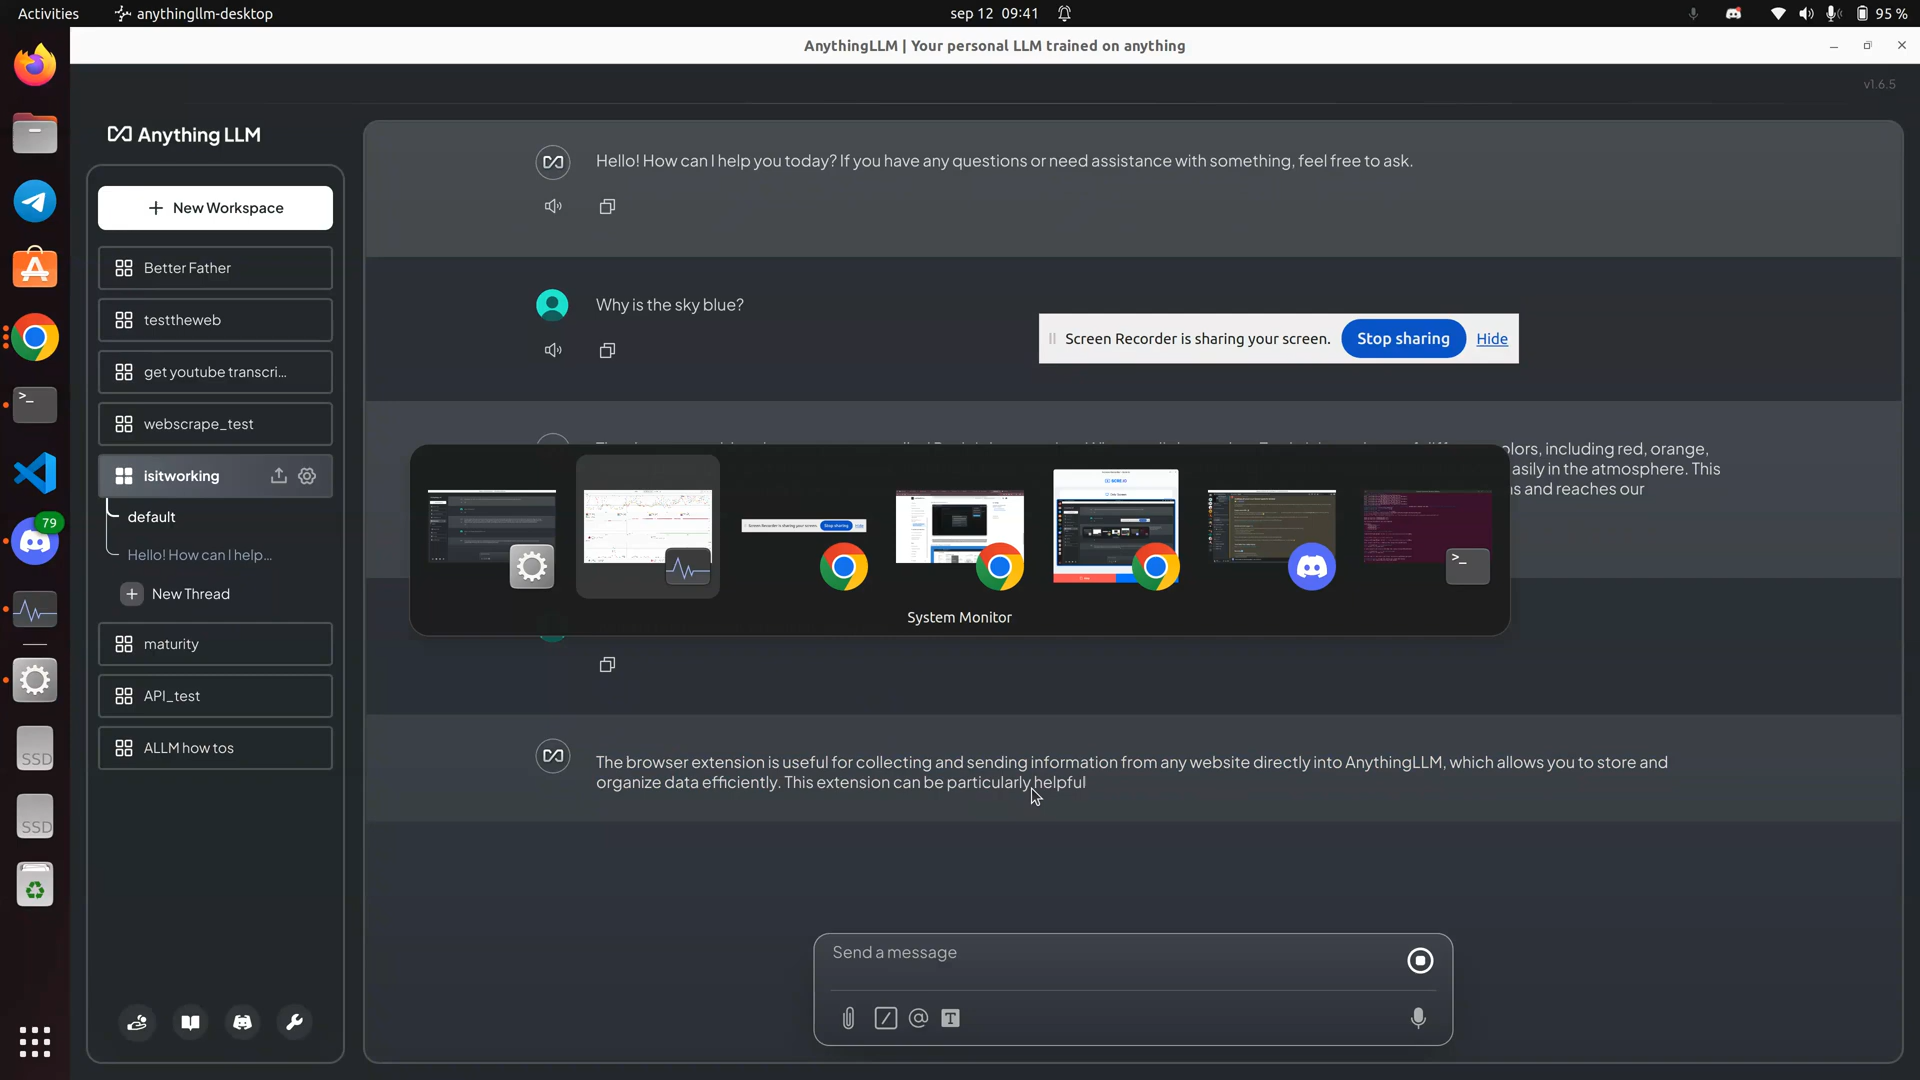 Activities
anythingllm-desktop
sep 12 09:41
95 %
AnythingLLM | Your personal LLM trained on anything
v1.6.5
Anything LLM
New Workspace
Better Father
testtheweb
get youtube transcri...
webscrape_test
isitworking
default
Hello! How can I help...
New Thread
maturity
API_test
ALLM how tos
79
SSD
SSD
Hello! How can I help you today? If you have any questions or need assistance with something, feel free to ask.
Why is the sky blue?
Screen Recorder is sharing your screen.
Stop sharing
Hide
olors, including red, orange,
asily in the atmosphere. This
ns and reaches our
System Monitor
The browser extension is useful for collecting and sending information from any website directly into AnythingLLM, which allows you to store and
organize data efficiently. This extension can be particularly helpful
Send a message